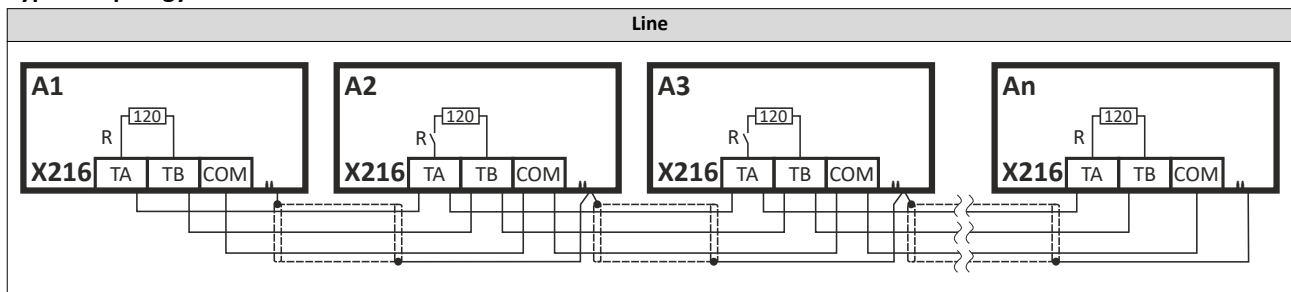 Line
A1 A2 A3 An
120 120 120 120
R R R R
X216 TA TB COM X216 TA TB COM X216 TA TB COM X216 TA TB COM